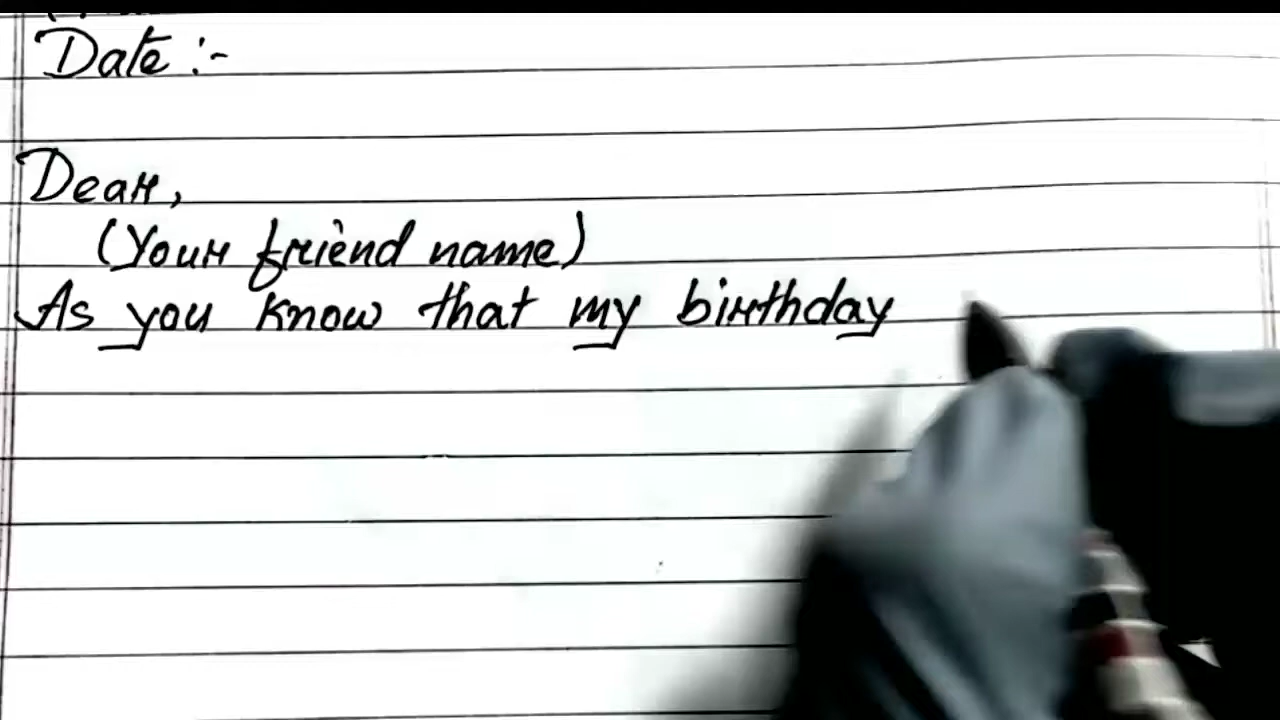 Date :-
Dear,
(Your friend name)
As you know that my birthday